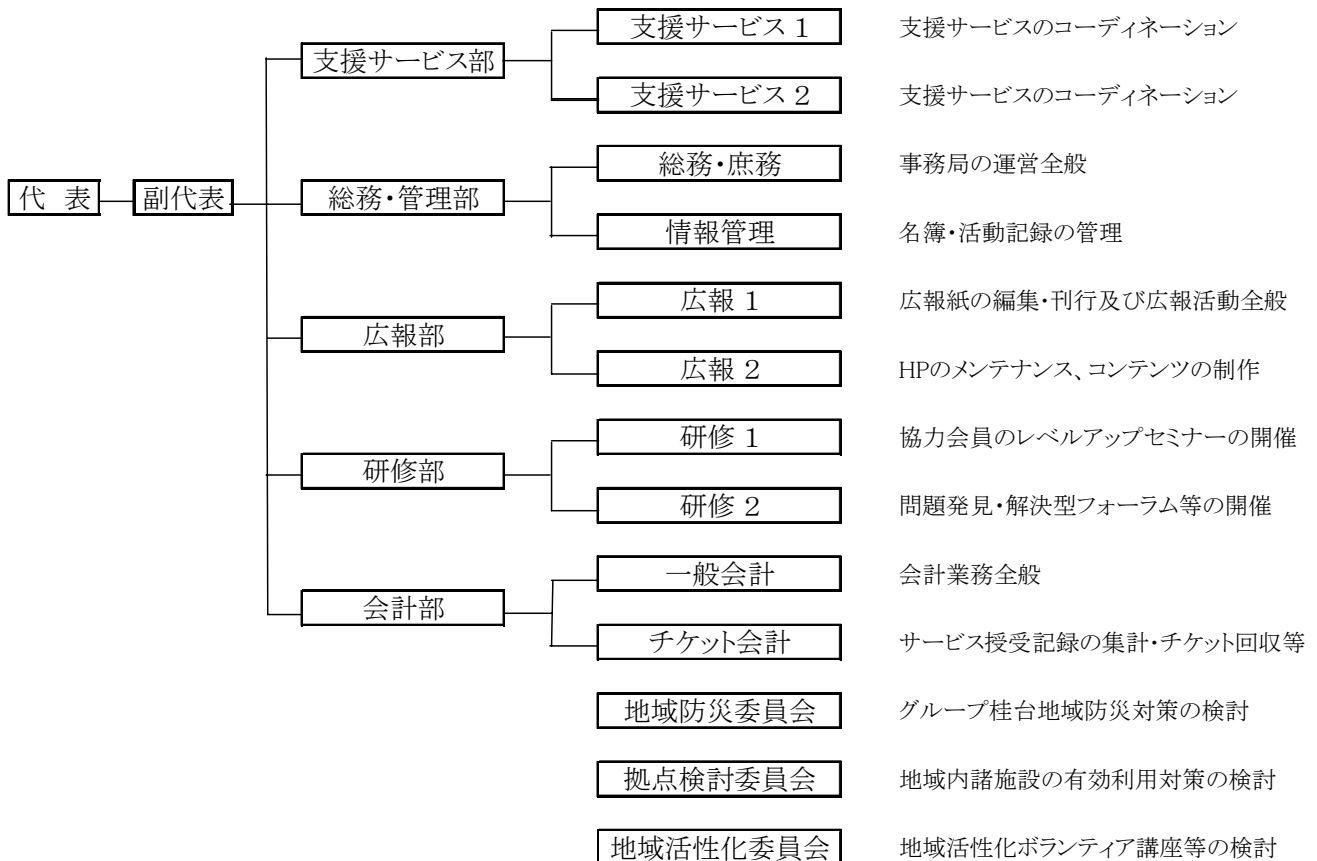 支援サービス 1 支援サービスのコーディネーション
支援サービス部
支援サービス 2 支援サービスのコーディネーション
総務・庶務 事務局の運営全般
代 表 副代表 総務・管理部
情報管理 名簿・活動記録の管理
広報 1 広報紙の編集・刊行及び広報活動全般
広報部
広報 2 HPのメンテナンス、コンテンツの制作
研修 1 協力会員のレベルアップセミナーの開催
研修部
研修 2 問題発見・解決型フォーラム等の開催
一般会計 会計業務全般
会計部
チケット会計 サービス授受記録の集計・チケット回収等
地域防災委員会 グループ桂台地域防災対策の検討
拠点検討委員会 地域内諸施設の有効利用対策の検討
地域活性化委員会 地域活性化ボランティア講座等の検討